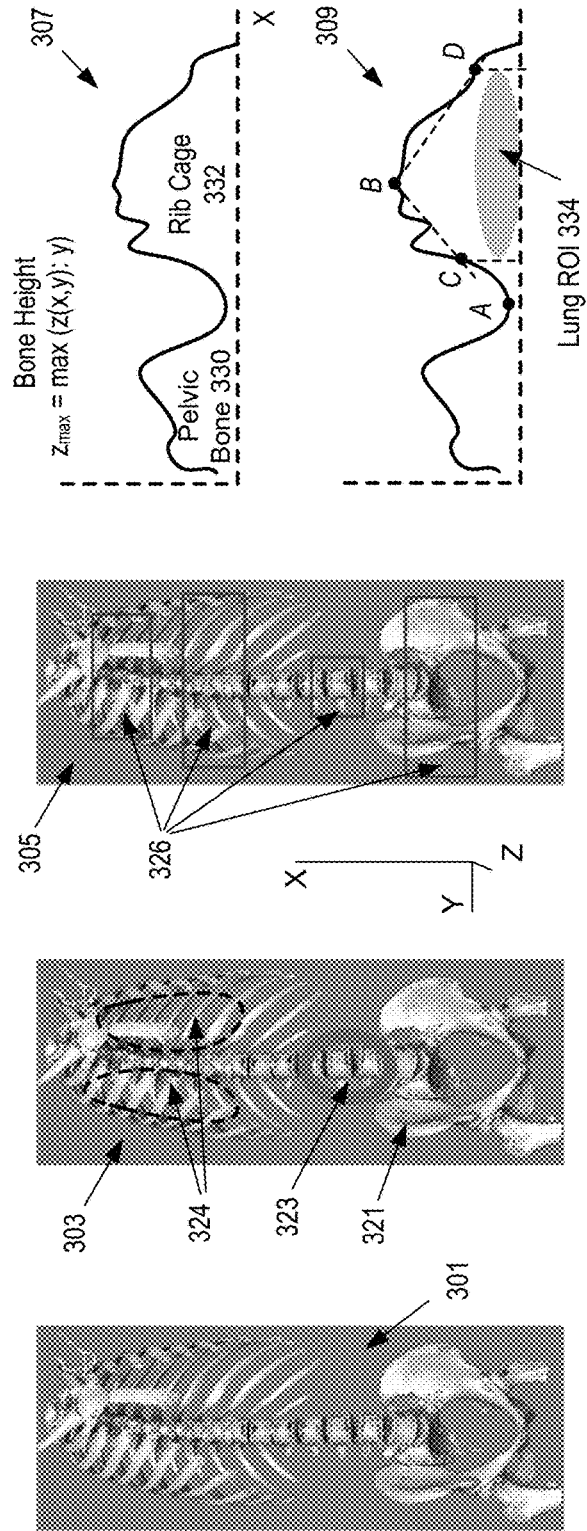 301
303
324
323
321
305
326
X
Y
Z
Bone Height
zmax = max (z(x,y): y)
307
Pelvic
Bone 330
Rib Cage
332
X
309
A
B
C
D
Lung ROI 334